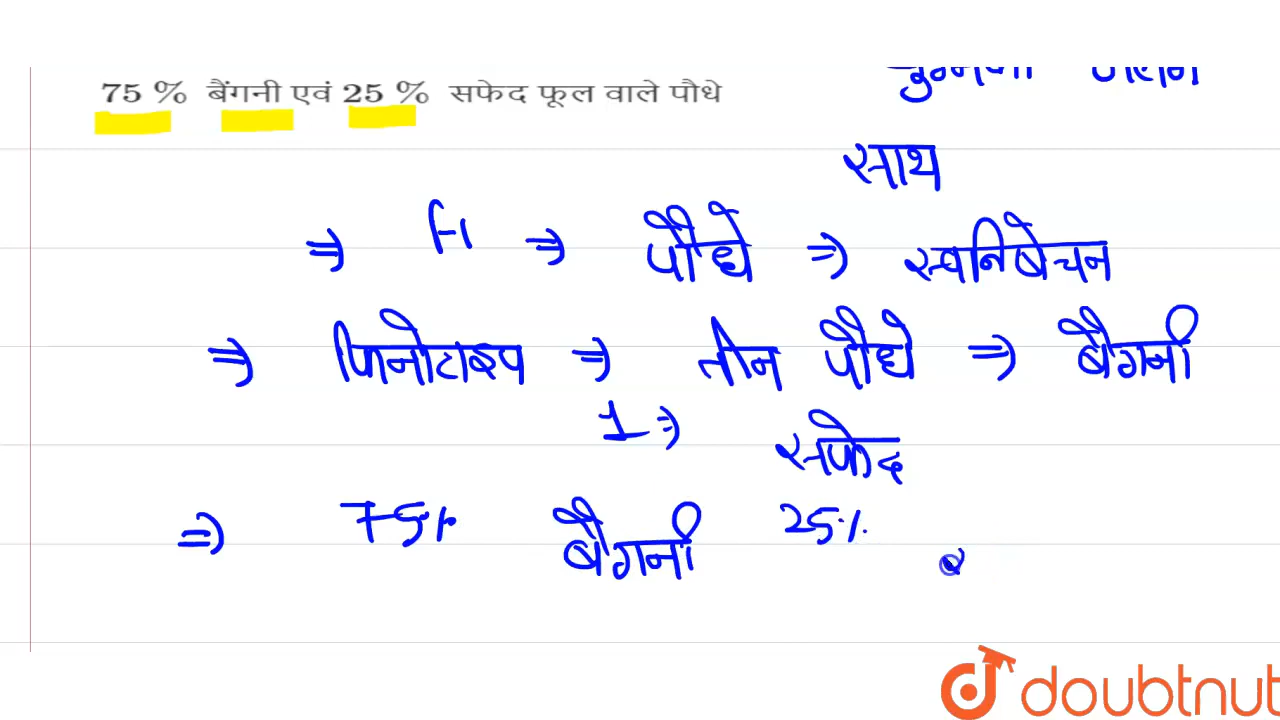 75 % बैंगनी एवं 25 % सफेद फूल वाले पौधे
साथ
⇒ F1 ⇒ पौधे ⇒ स्वनिषेचन
⇒ फिनोटाइप ⇒ तीन पौधे ⇒ बैगनी
1 ⇒ सफेद
⇒ 75% बैगनी 25%
doubtnut